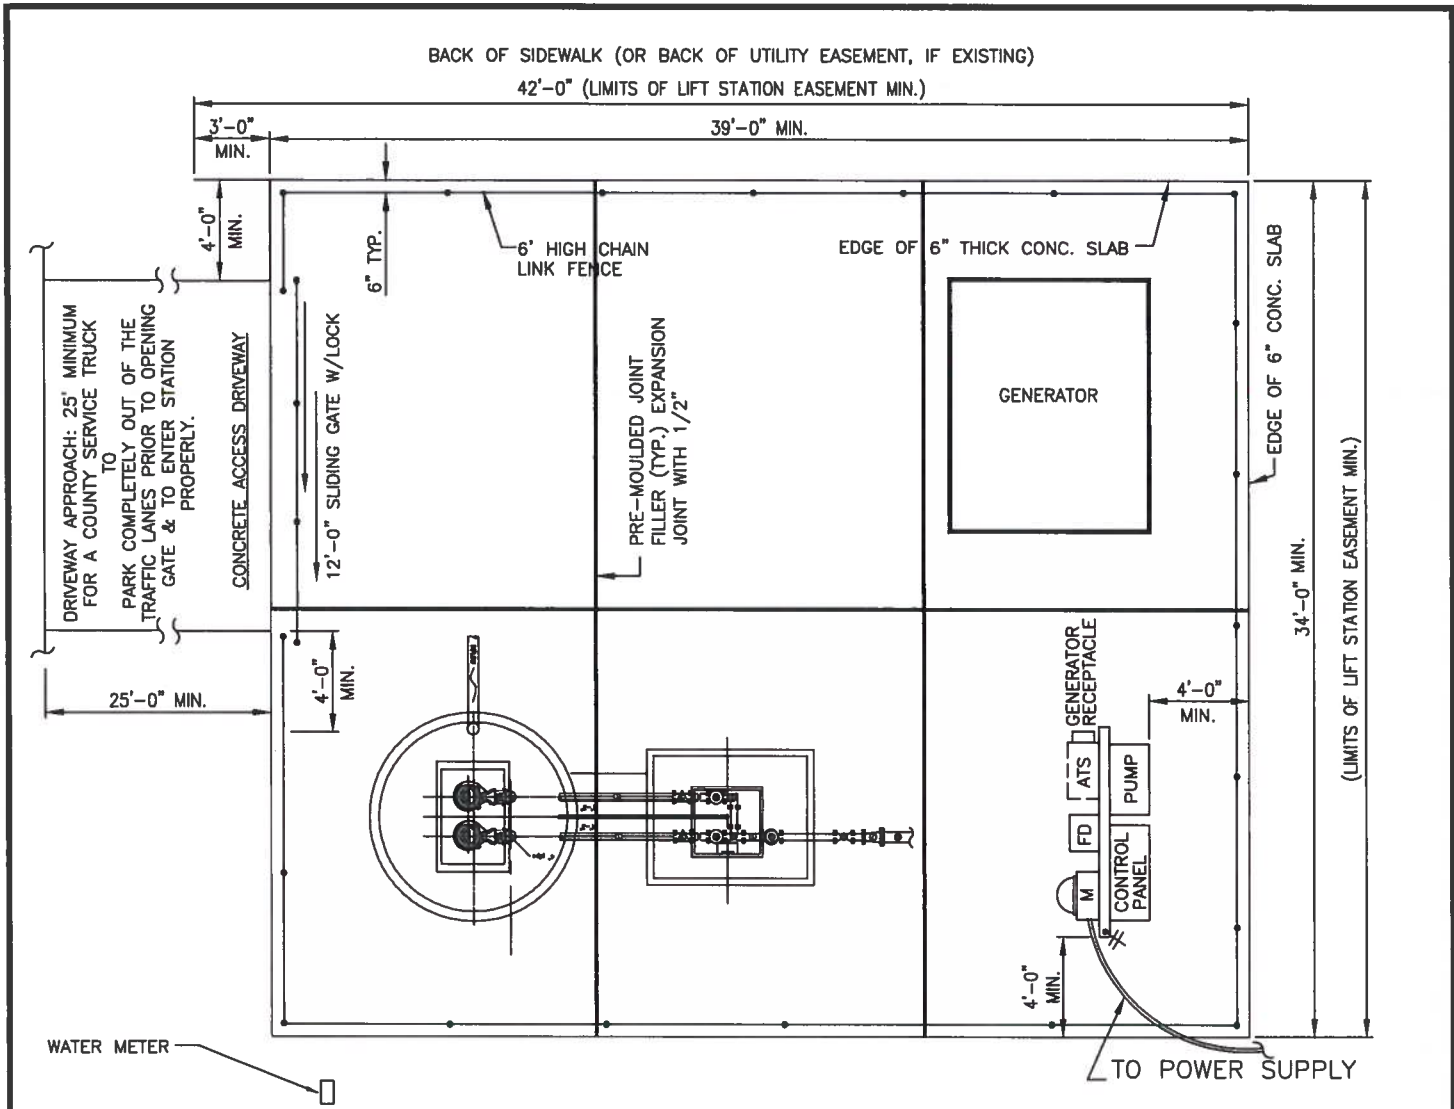 BACK OF SIDEWALK (OR BACK OF UTILITY EASEMENT, IF EXISTING)
42'-0" (LIMITS OF LIFT STATION EASEMENT MIN.)
3'-0"
MIN.
39'-0" MIN.
4'-0"
MIN.
6" TYP.
6' HIGH CHAIN
LINK FENCE
EDGE OF 6" THICK CONC. SLAB
EDGE OF 6" CONC. SLAB
DRIVEWAY APPROACH: 25' MINIMUM
FOR A COUNTY SERVICE TRUCK
TO
PARK COMPLETELY OUT OF THE
TRAFFIC LANES PRIOR TO OPENING
GATE & TO ENTER STATION
PROPERLY.
CONCRETE ACCESS DRIVEWAY
12'-0" SLIDING GATE W/LOCK
PRE-MOULDED JOINT
FILLER (TYP.) EXPANSION
JOINT WITH 1/2"
GENERATOR
34'-0" MIN.
(LIMITS OF LIFT STATION EASEMENT MIN.)
25'-0" MIN.
4'-0"
MIN.
GENERATOR
RECEPTACLE
4'-0"
MIN.
ATS
PUMP
FD
CONTROL
PANEL
M
4'-0"
MIN.
WATER METER
TO POWER SUPPLY